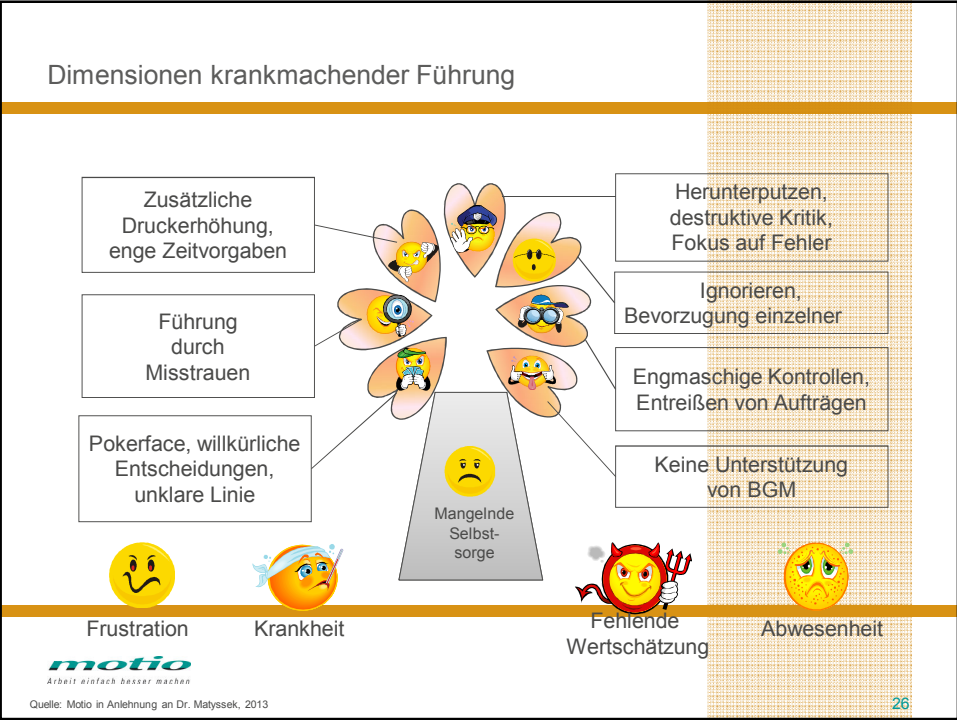 Dimensionen krankmachender Führung
Zusätzliche
Druckerhöhung,
enge Zeitvorgaben
Führung
durch
Misstrauen
Pokerface, willkürliche
Entscheidungen,
unklare Linie
Herunterputzen,
destruktive Kritik,
Fokus auf Fehler
Ignorieren,
Bevorzugung einzelner
Engmaschige Kontrollen,
Entreißen von Aufträgen
Keine Unterstützung
von BGM
Mangelnde
Selbst-
sorge
Frustration
Krankheit
Fehlende
Wertschätzung
Abwesenheit
motio
Arbeit einfach besser machen
Quelle: Motio in Anlehnung an Dr. Matyssek, 2013
26